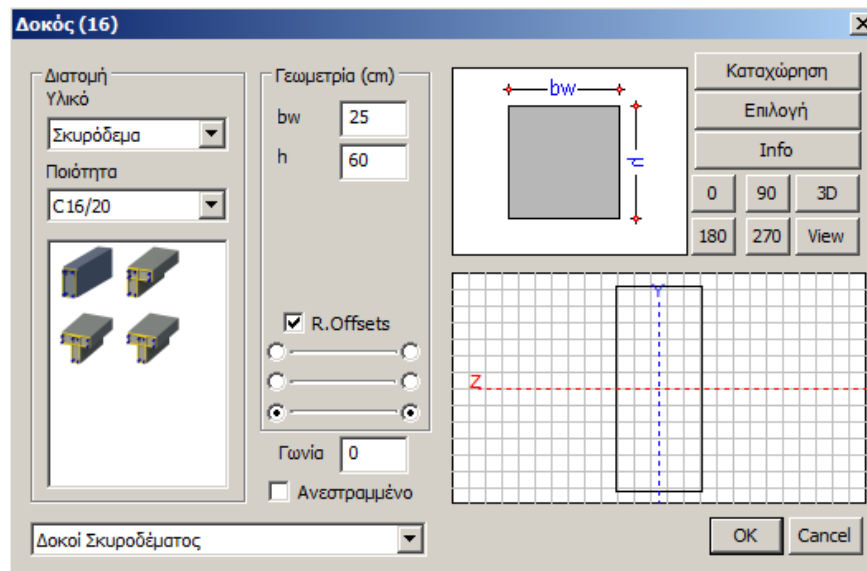 Δοκός (16)
Διατομή
Υλικό
Σκυρόδεμα
Ποιότητα
C16/20
Γεωμετρία (cm)
bw 25
h 60
R.Offsets
Γωνία 0
Ανεστραμμένο
Δοκοί Σκυροδέματος
bw
h
Καταχώρηση
Επιλογή
Info
0 90 3D
180 270 View
Y
Z
OK Cancel